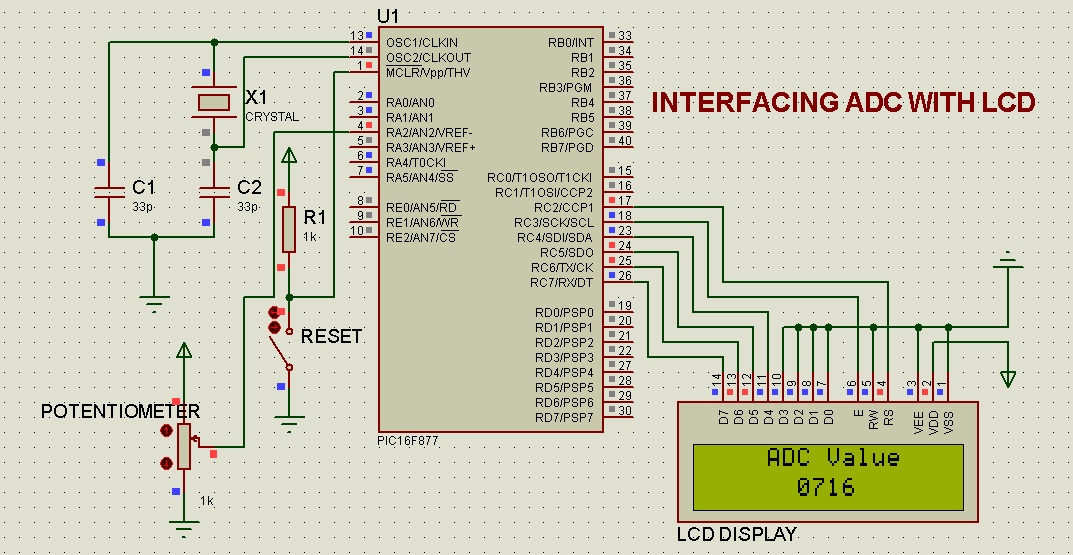 U1
INTERFACING ADC WITH LCD
13 OSC1/CLKIN
14 OSC2/CLKOUT
1 MCLR/Vpp/THV
2 RA0/AN0
3 RA1/AN1
4 RA2/AN2/VREF-
5 RA3/AN3/VREF+
6 RA4/T0CKI
7 RA5/AN4/SS
8 RE0/AN5/RD
9 RE1/AN6/WR
10 RE2/AN7/CS
RB0/INT 33
RB1 34
RB2 35
RB3/PGM 36
RB4 37
RB5 38
RB6/PGC 39
RB7/PGD 40
RC0/T1OSO/T1CKI 15
RC1/T1OSI/CCP2 16
RC2/CCP1 17
RC3/SCK/SCL 18
RC4/SDI/SDA 23
RC5/SDO 24
RC6/TX/CK 25
RC7/RX/DT 26
RD0/PSP0 19
RD1/PSP1 20
RD2/PSP2 21
RD3/PSP3 22
RD4/PSP4 27
RD5/PSP5 28
RD6/PSP6 29
RD7/PSP7 30
PIC16F877
X1
CRYSTAL
C1
33p
C2
33p
R1
1k
RESET
POTENTIOMETER
1k
14 13 12 11 10 9 8 7 6 5 4 3 2 1
D7 D6 D5 D4 D3 D2 D1 D0 E RW RS VEE VDD VSS
ADC Value
0716
LCD DISPLAY